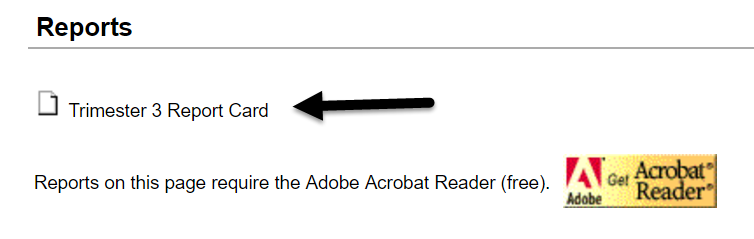 Reports
Trimester 3 Report Card
Reports on this page require the Adobe Acrobat Reader (free).
Adobe
Get Acrobat®
Reader®